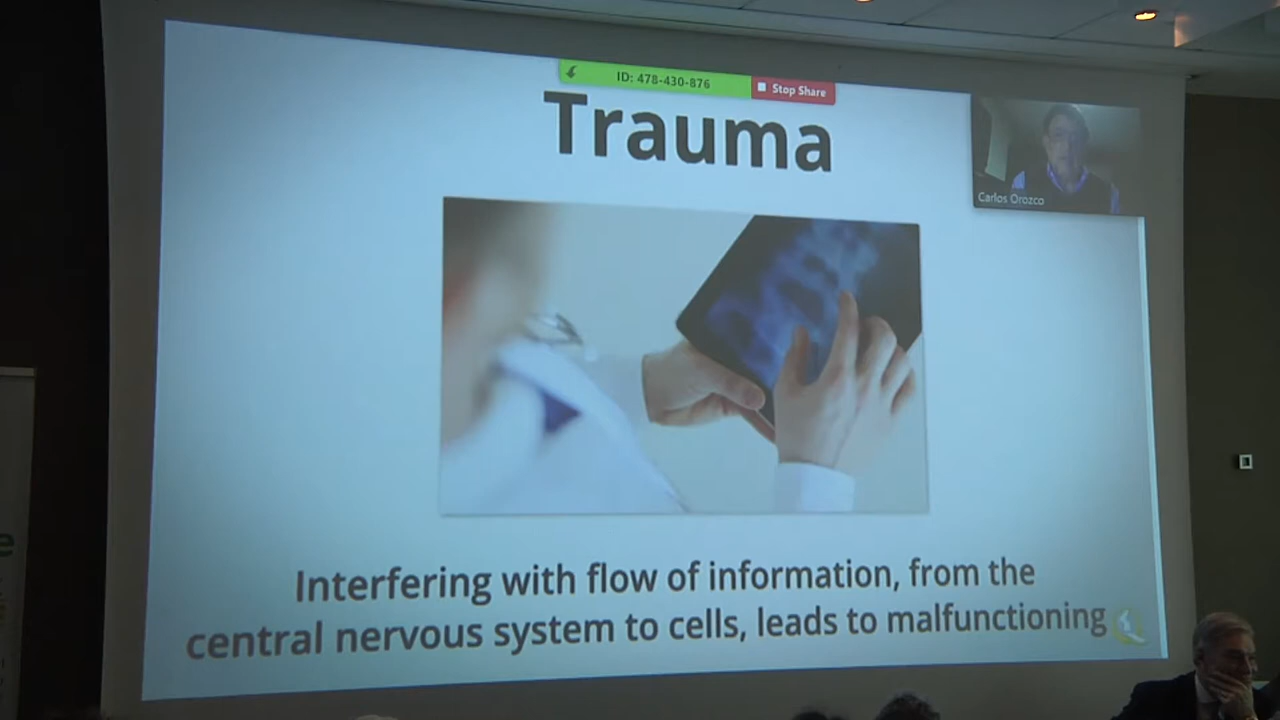 ID: 478-430-876
Stop Share
Trauma
Carlos Orozco
Interfering with flow of information, from the
central nervous system to cells, leads to malfunctioning
e